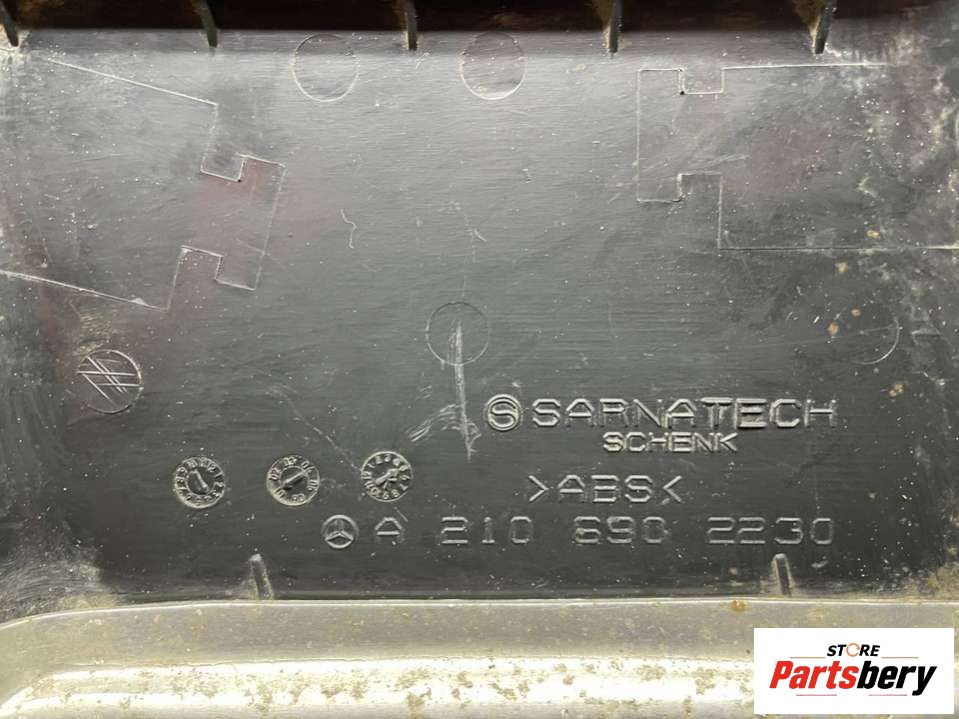 SARNATECH
SCHENK
>ABS<
A 210 690 2230
STORE
Partsbery